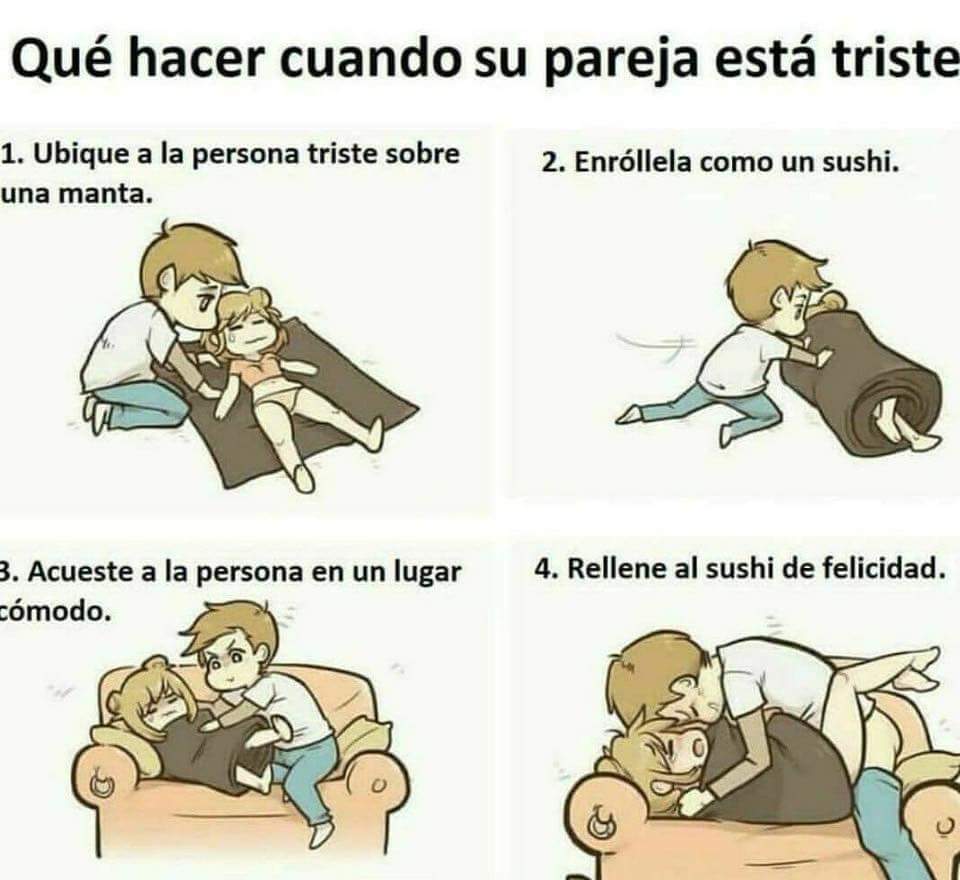 Qué hacer cuando su pareja está triste
1. Ubique a la persona triste sobre
una manta.
2. Enróllela como un sushi.
3. Acueste a la persona en un lugar
cómodo.
4. Rellene al sushi de felicidad.